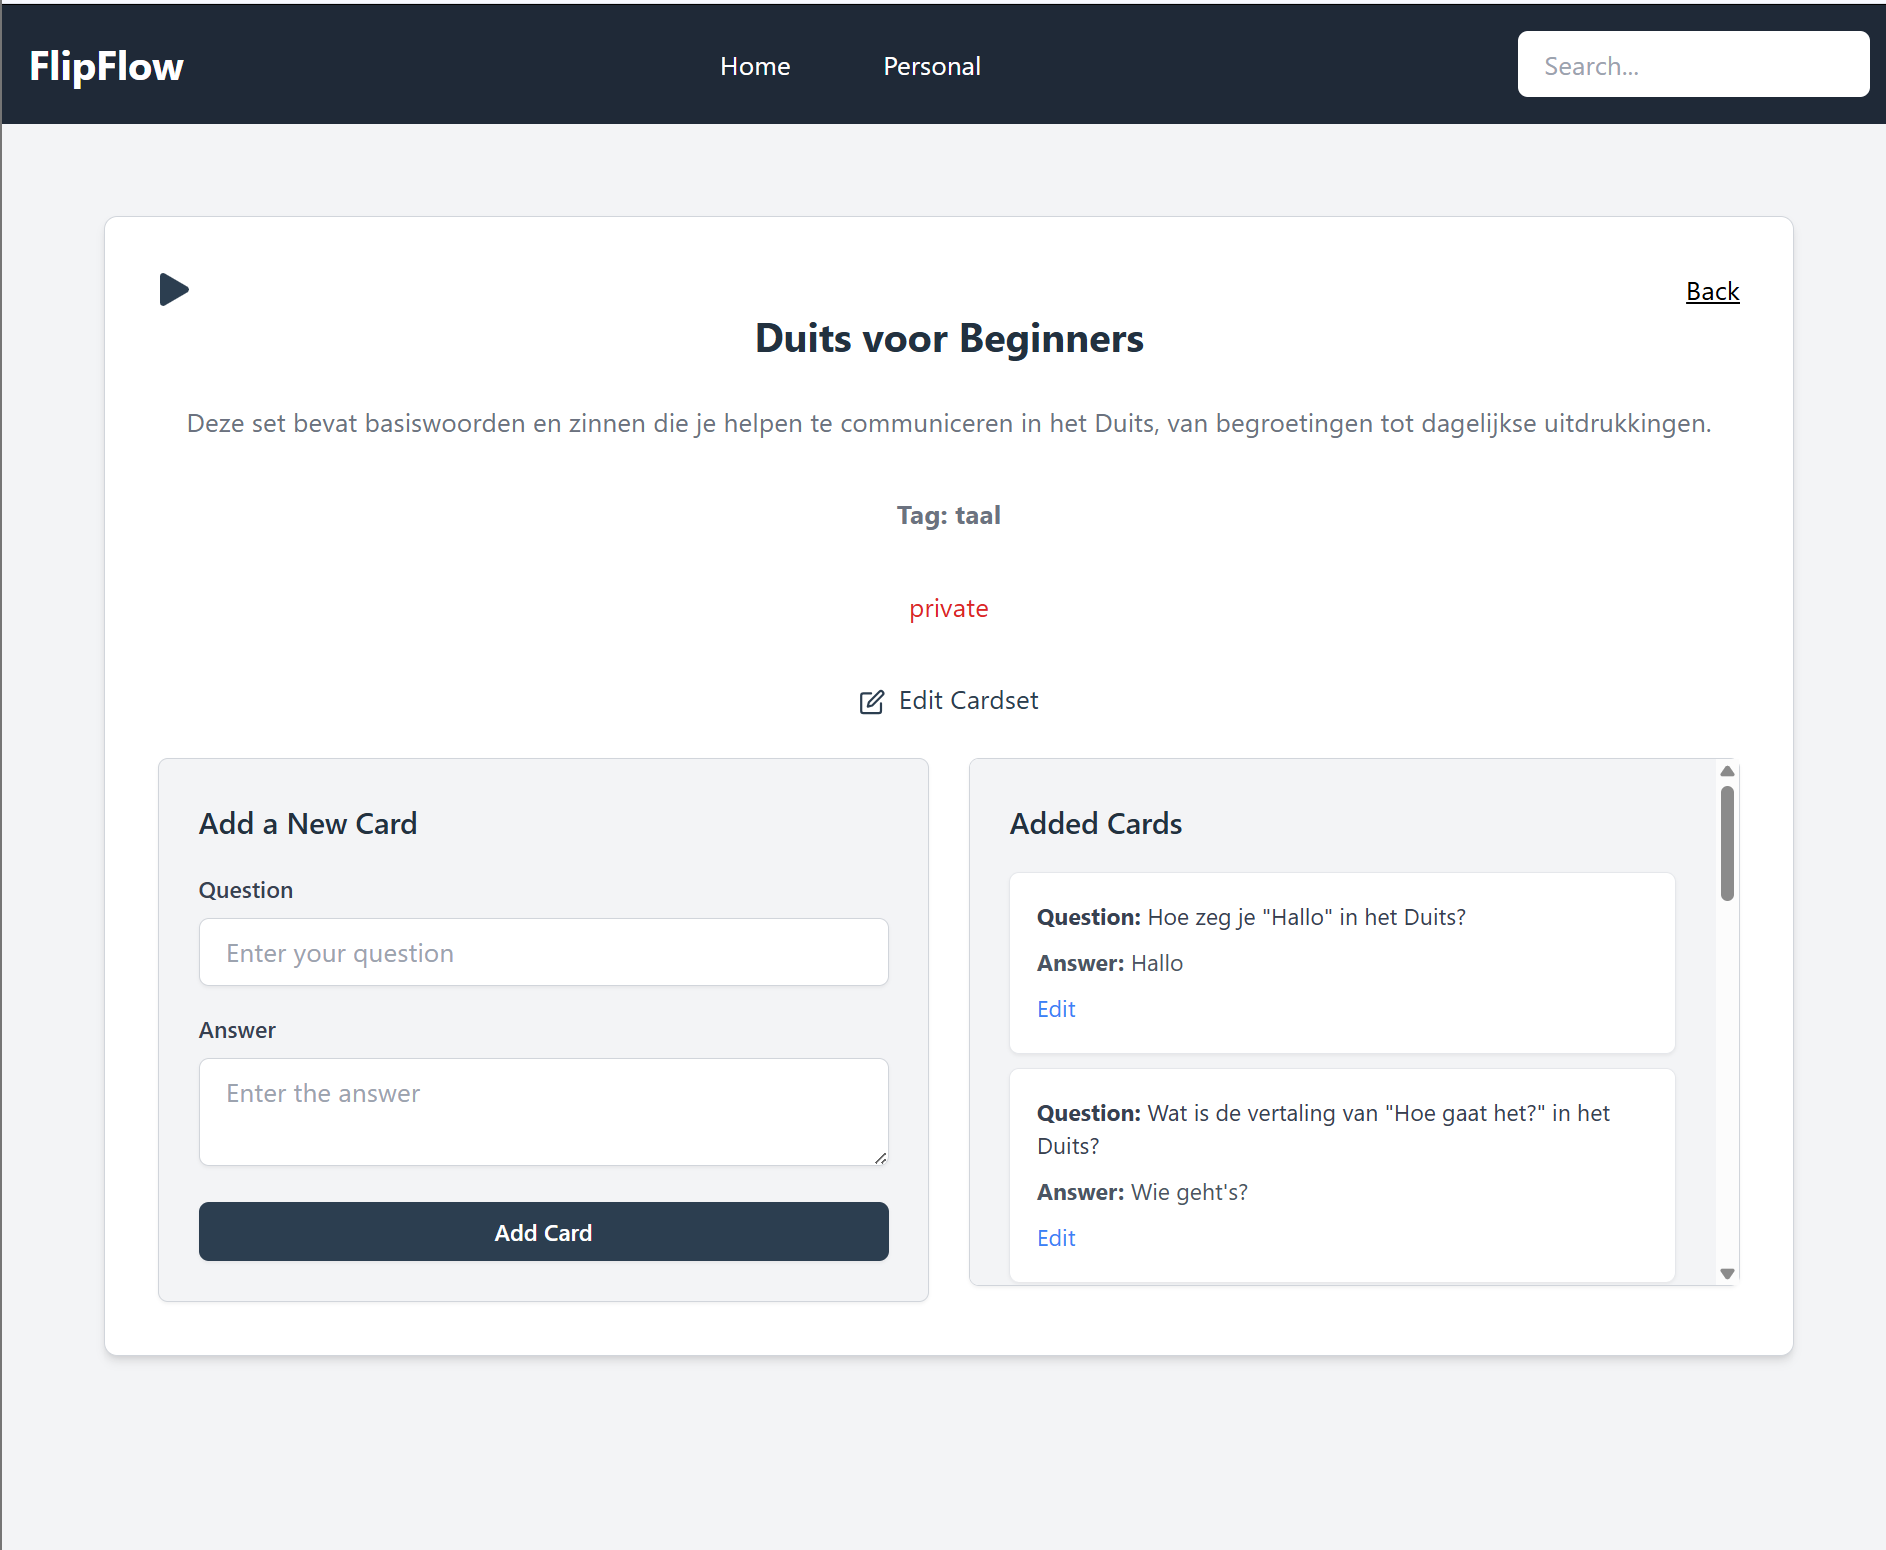 FlipFlow
Home
Personal
Search...
Back
Duits voor Beginners
Deze set bevat basiswoorden en zinnen die je helpen te communiceren in het Duits, van begroetingen tot dagelijkse uitdrukkingen.
Tag: taal
private
Edit Cardset
Add a New Card
Question
Enter your question
Answer
Enter the answer
Add Card
Added Cards
Question: Hoe zeg je "Hallo" in het Duits?
Answer: Hallo
Edit
Question: Wat is de vertaling van "Hoe gaat het?" in het
Duits?
Answer: Wie geht's?
Edit